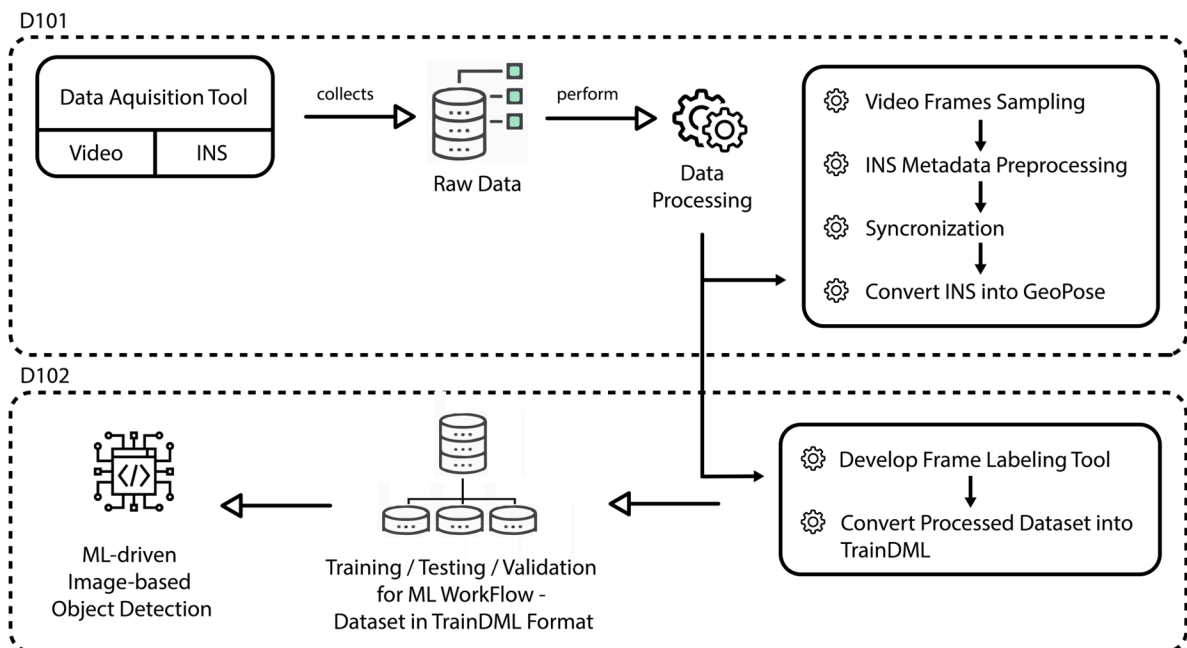 D101
Data Aquisition Tool
Video
INS
collects
Raw Data
perform
Data
Processing
Video Frames Sampling
INS Metadata Preprocessing
Syncronization
Convert INS into GeoPose
D102
Develop Frame Labeling Tool
Convert Processed Dataset into
TrainDML
Training / Testing / Validation
for ML WorkFlow -
Dataset in TrainDML Format
</>
ML-driven
Image-based
Object Detection